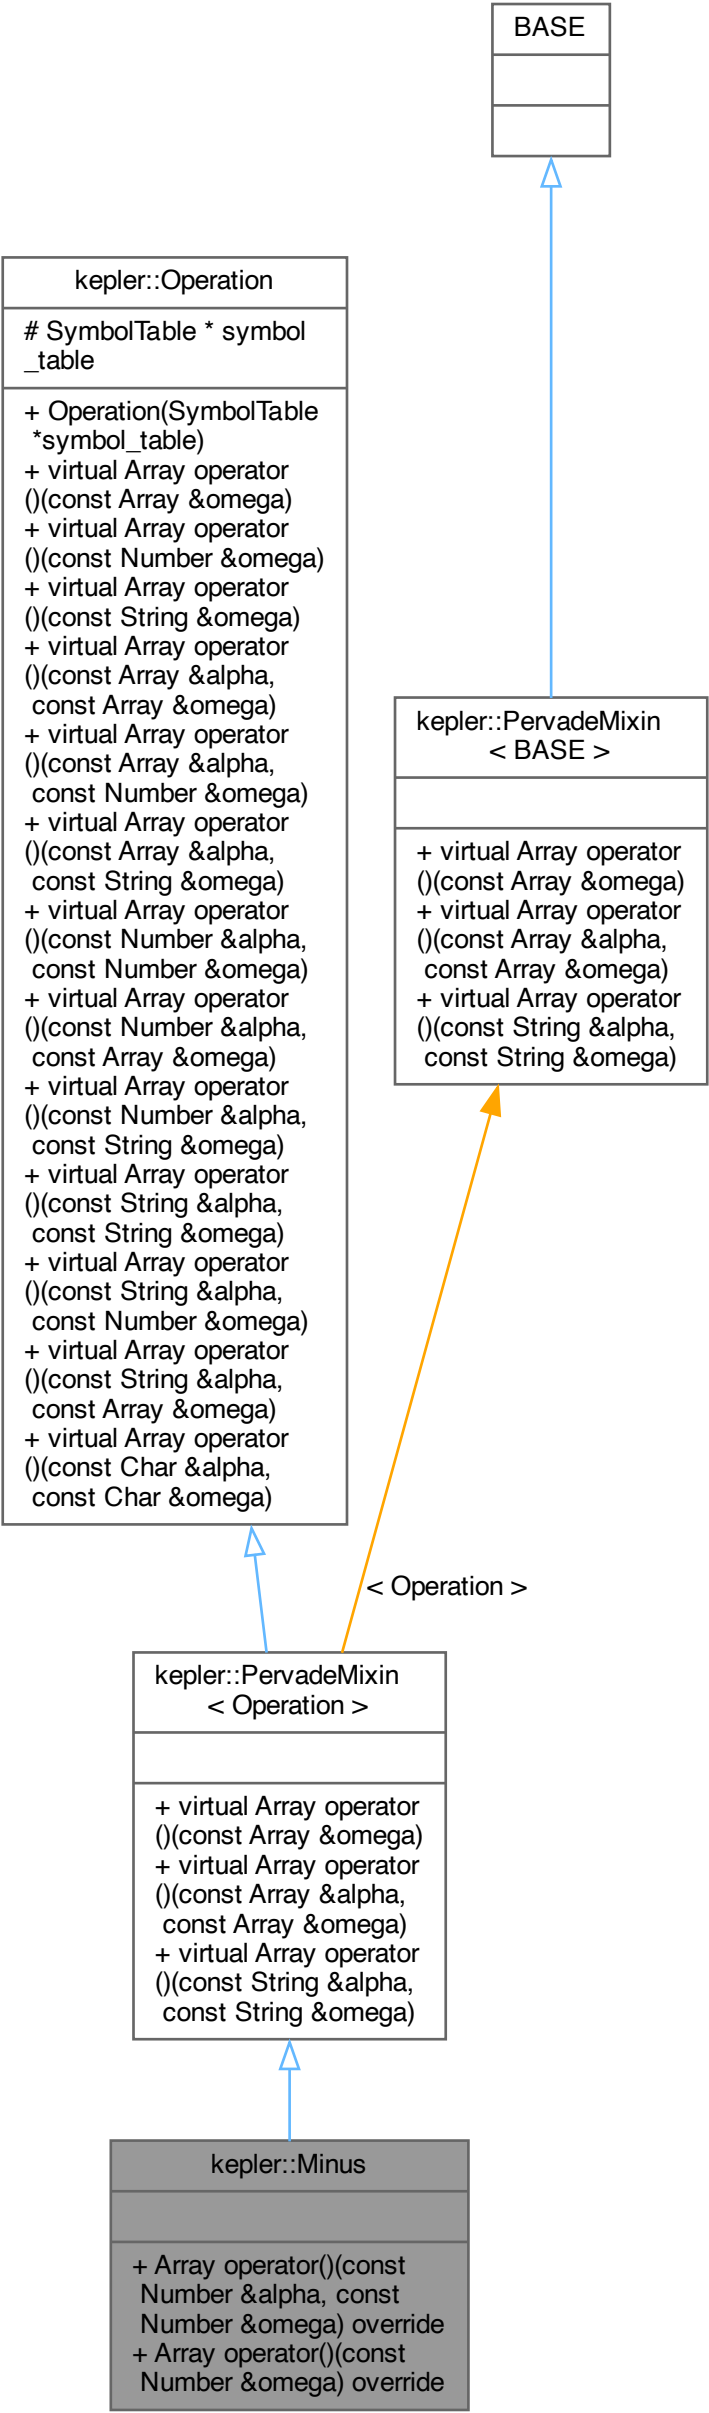 BASE
kepler::Operation
# SymbolTable * symbol
_table
+ Operation(SymbolTable
*symbol_table)
+ virtual Array operator
()(const Array &omega)
+ virtual Array operator
()(const Number &omega)
+ virtual Array operator
()(const String &omega)
+ virtual Array operator
()(const Array &alpha,
const Array &omega)
+ virtual Array operator
()(const Array &alpha,
const Number &omega)
+ virtual Array operator
()(const Array &alpha,
const String &omega)
+ virtual Array operator
()(const Number &alpha,
const Number &omega)
+ virtual Array operator
()(const Number &alpha,
const Array &omega)
+ virtual Array operator
()(const Number &alpha,
const String &omega)
+ virtual Array operator
()(const String &alpha,
const String &omega)
+ virtual Array operator
()(const String &alpha,
const Number &omega)
+ virtual Array operator
()(const String &alpha,
const Array &omega)
+ virtual Array operator
()(const Char &alpha,
const Char &omega)
kepler::PervadeMixin
< BASE >
+ virtual Array operator
()(const Array &omega)
+ virtual Array operator
()(const Array &alpha,
const Array &omega)
+ virtual Array operator
()(const String &alpha,
const String &omega)
< Operation >
kepler::PervadeMixin
< Operation >
+ virtual Array operator
()(const Array &omega)
+ virtual Array operator
()(const Array &alpha,
const Array &omega)
+ virtual Array operator
()(const String &alpha,
const String &omega)
kepler::Minus
+ Array operator()(const
Number &alpha, const
Number &omega) override
+ Array operator()(const
Number &omega) override